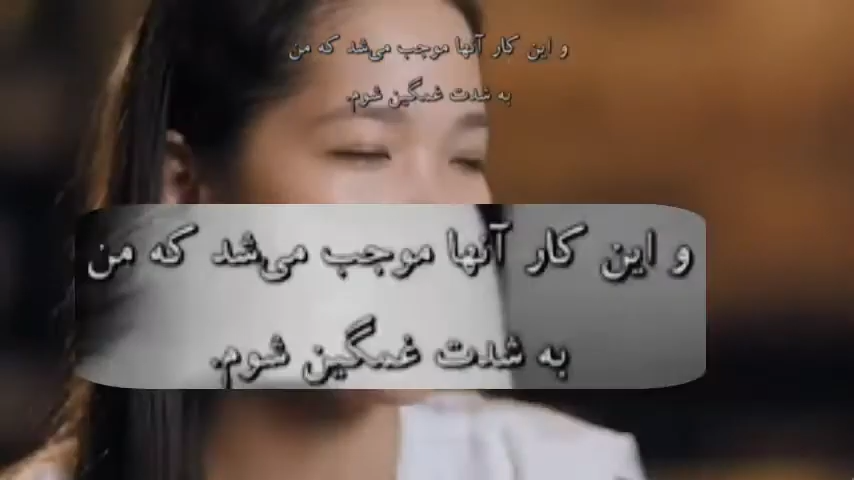 و این کار آنها موجب می‌شد که من
به شدت غمگین شوم.
و این کار آنها موجب می‌شد که من
به شدت غمگین شوم.